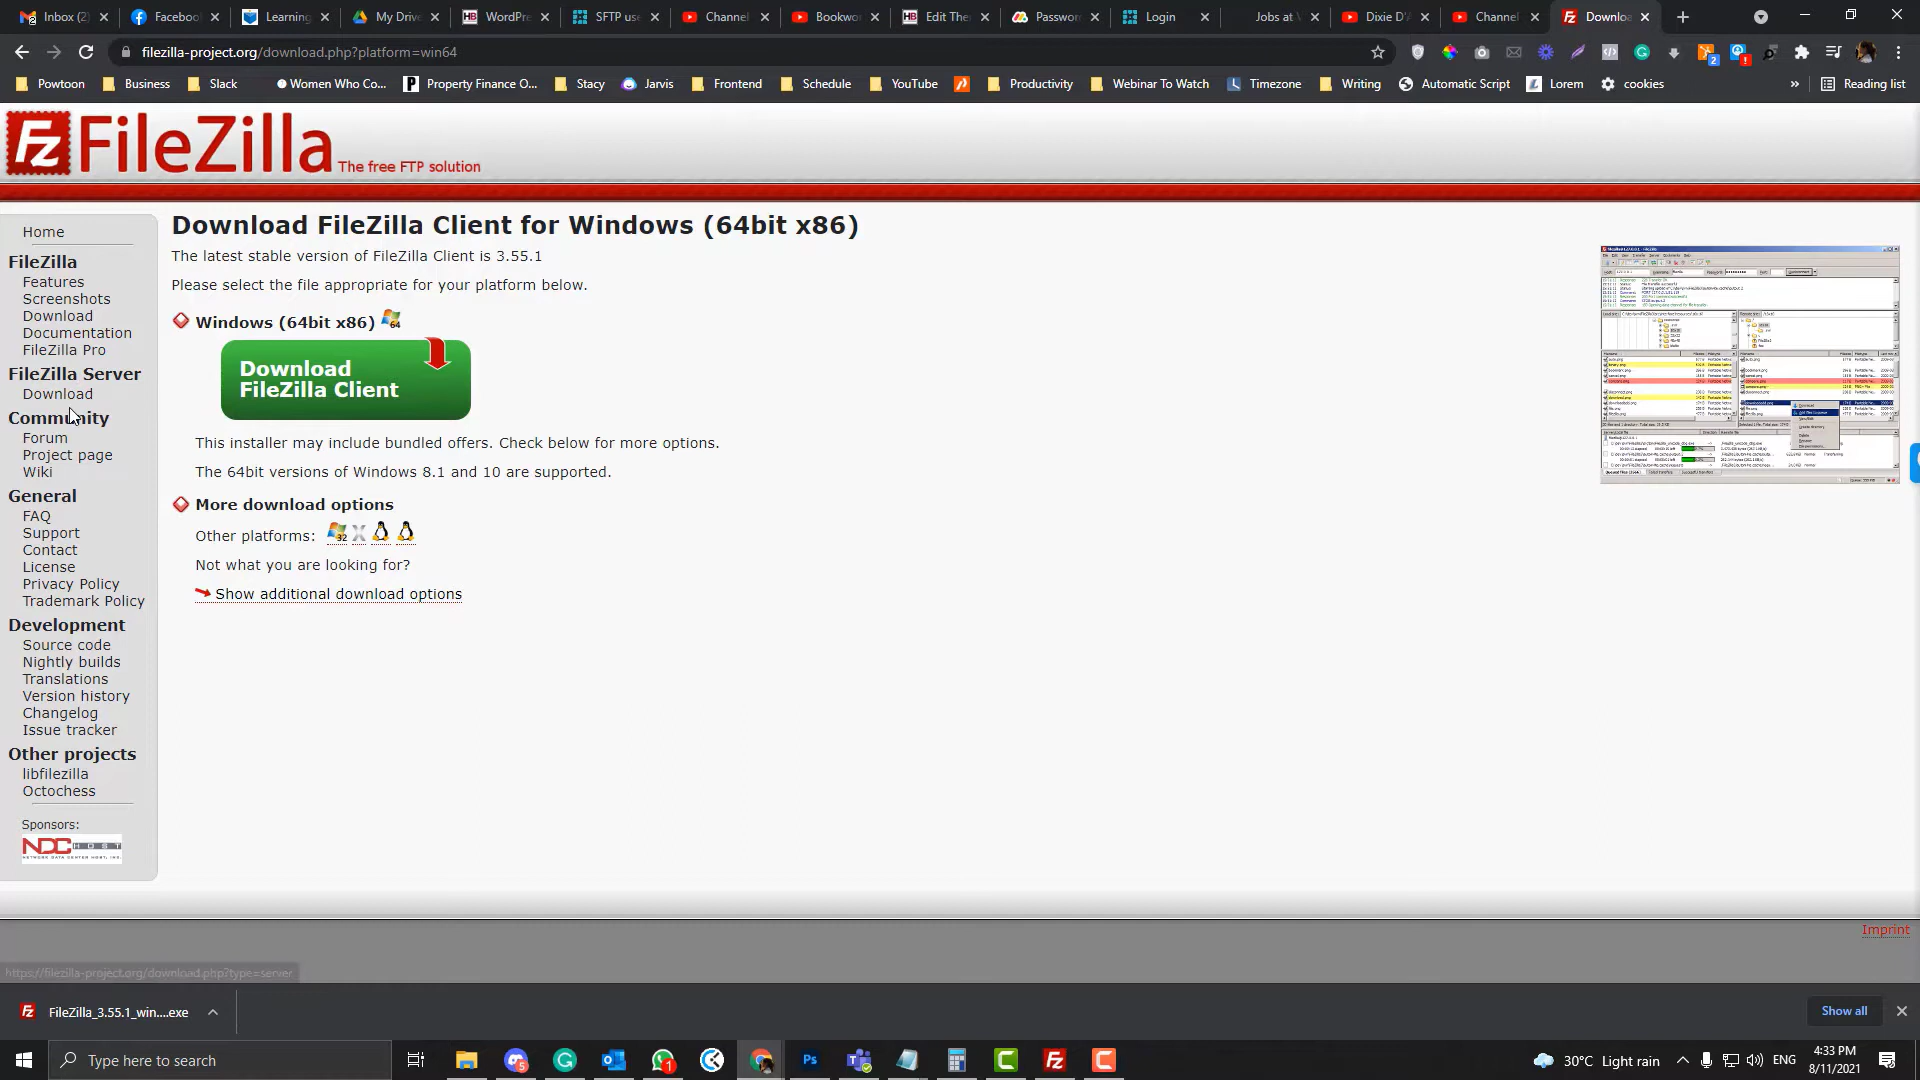 Inbox (2)
Facebook
Learning
My Drive
WordPre
SFTP use
Channel
Bookwor
Edit The
Passwor
Login
Jobs at
Dixie D'
Channel
Downloa
filezilla-project.org/download.php?platform=win64
Powtoon
Business
Slack
Women Who Co...
Property Finance O...
Stacy
Jarvis
Frontend
Schedule
YouTube
Productivity
Webinar To Watch
Timezone
Writing
Automatic Script
Lorem
cookies
»
Reading list
FileZilla The free FTP solution
Home
FileZilla
Features
Screenshots
Download
Documentation
FileZilla Pro
FileZilla Server
Download
Community
Forum
Project page
Wiki
General
FAQ
Support
Contact
License
Privacy Policy
Trademark Policy
Development
Source code
Nightly builds
Translations
Version history
Changelog
Issue tracker
Other projects
libfilezilla
Octochess
Sponsors:
NDC HOST
Download FileZilla Client for Windows (64bit x86)
The latest stable version of FileZilla Client is 3.55.1
Please select the file appropriate for your platform below.
Windows (64bit x86)
Download
FileZilla Client
This installer may include bundled offers. Check below for more options.
The 64bit versions of Windows 8.1 and 10 are supported.
More download options
Other platforms:
Not what you are looking for?
Show additional download options
Imprint
https://filezilla-project.org/download.php?type=server
FileZilla_3.55.1_win....exe
Show all
Type here to search
30°C Light rain
ENG
4:33 PM
8/11/2021